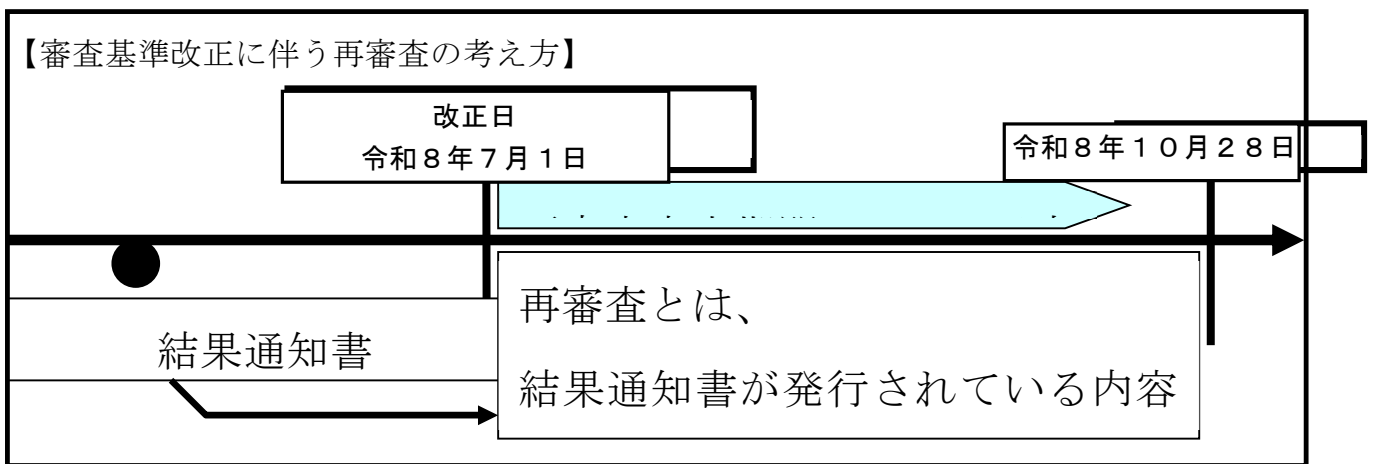 【審査基準改正に伴う再審査の考え方】
改正日
令和８年７月１日
令和８年１０月２８日
結果通知書
再審査とは、
結果通知書が発行されている内容